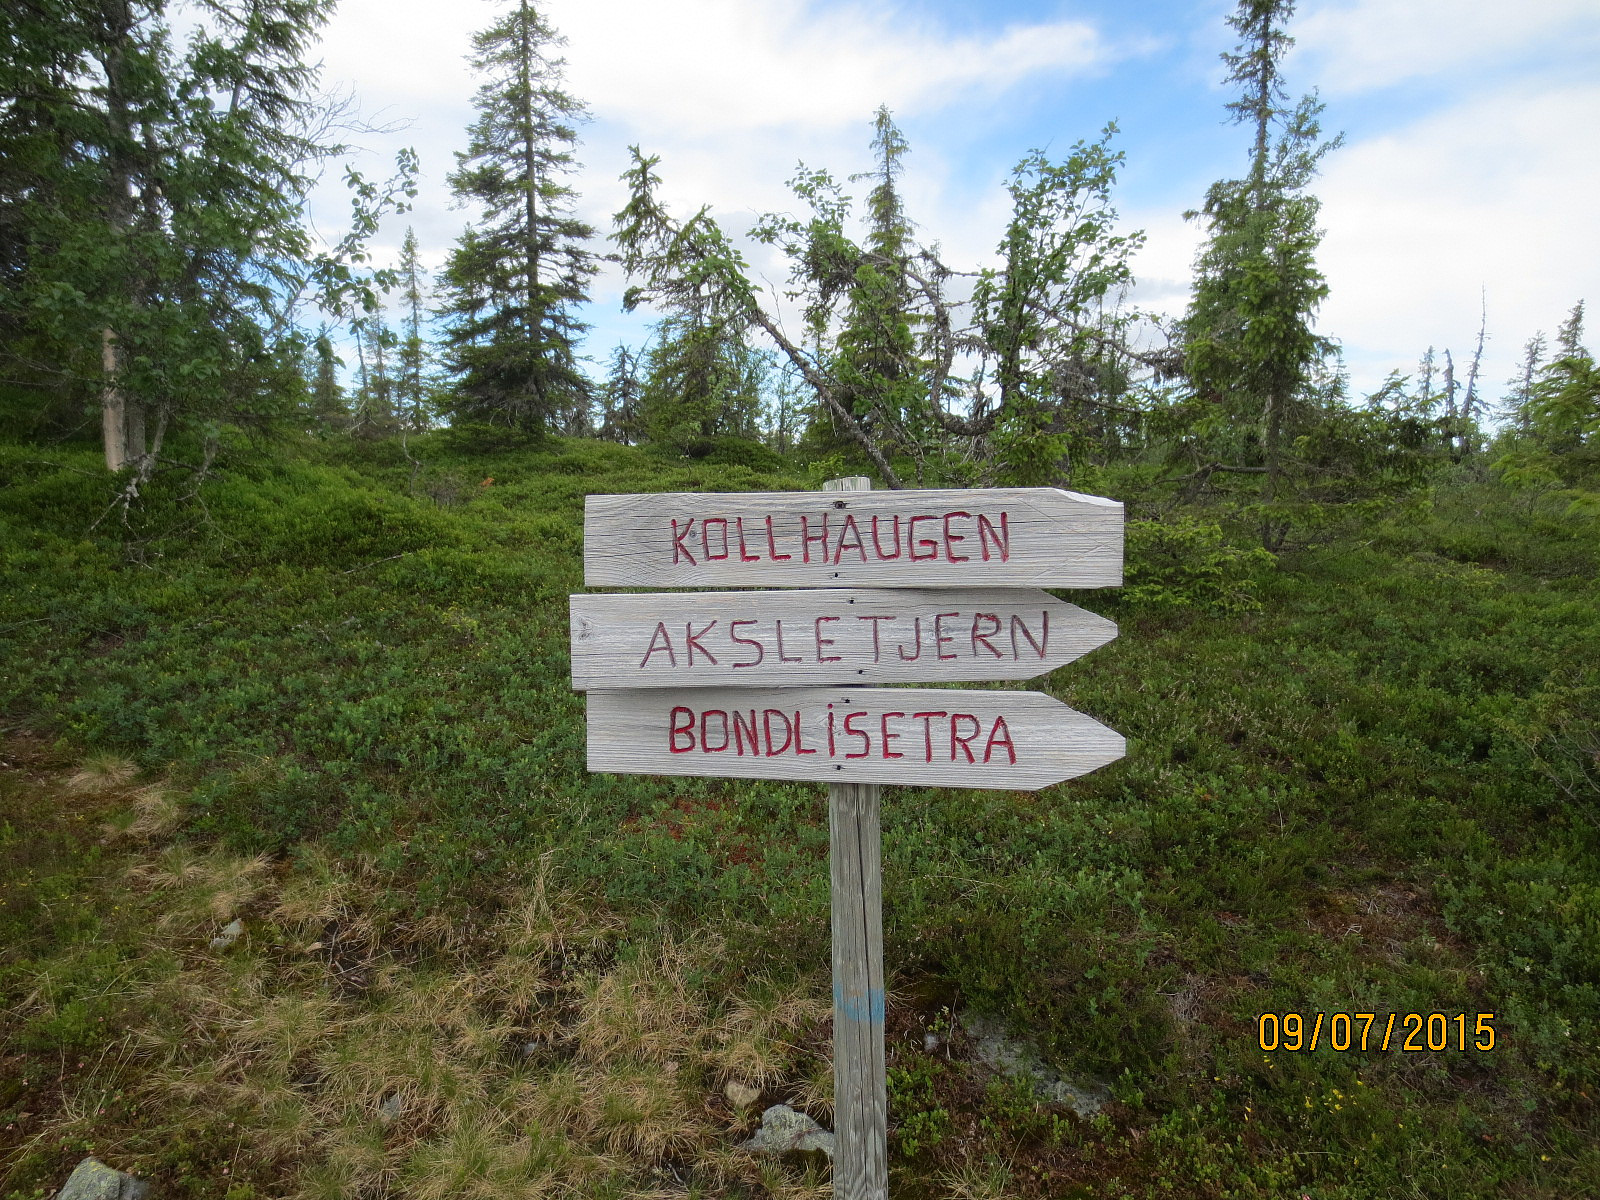 KOLLHAUGEN
AKSLETJERN
BONDLiSETRA
09/07/2015